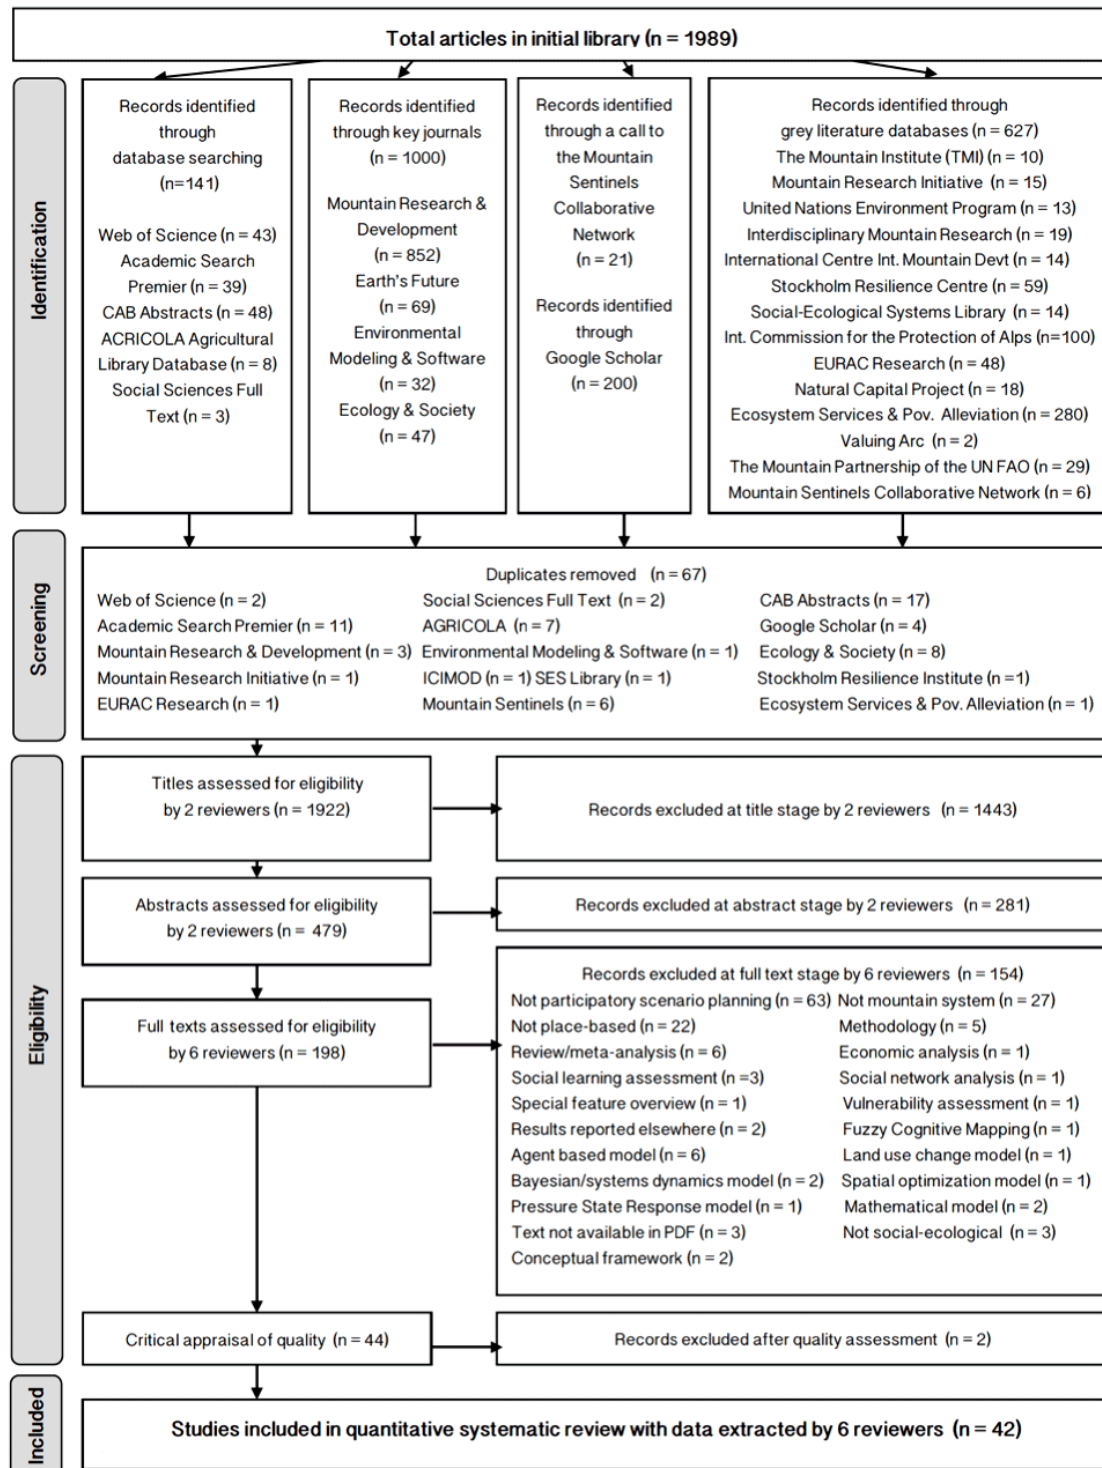 Total articles in initial library (n = 1989)
Identification
Records identified
through
database searching
(n=141)
Web of Science (n = 43)
Academic Search
Premier (n = 39)
CAB Abstracts (n = 48)
ACRICOLA Agricultural
Library Database (n = 8)
Social Sciences Full
Text (n = 3)
Records identified
through key journals
(n = 1000)
Mountain Research &
Development
(n = 852)
Earth's Future
(n = 69)
Environmental
Modeling & Software
(n = 32)
Ecology & Society
(n = 47)
Records identified
through a call to
the Mountain
Sentinels
Collaborative
Network
(n = 21)
Records identified
through
Google Scholar
(n = 200)
Records identified through
grey literature databases (n = 627)
The Mountain Institute (TMI) (n = 10)
Mountain Research Initiative (n = 15)
United Nations Environment Program (n = 13)
Interdisciplinary Mountain Research (n = 19)
International Centre Int. Mountain Devt (n = 14)
Stockholm Resilience Centre (n = 59)
Social-Ecological Systems Library (n = 14)
Int. Commission for the Protection of Alps (n=100)
EURAC Research (n = 48)
Natural Capital Project (n = 18)
Ecosystem Services & Pov. Alleviation (n = 280)
Valuing Arc (n = 2)
The Mountain Partnership of the UN FAO (n = 29)
Mountain Sentinels Collaborative Network (n = 6)
Screening
Duplicates removed (n = 67)
Web of Science (n = 2)
Social Sciences Full Text (n = 2)
CAB Abstracts (n = 17)
Academic Search Premier (n = 11)
AGRICOLA (n = 7)
Google Scholar (n = 4)
Mountain Research & Development (n = 3)
Environmental Modeling & Software (n = 1)
Ecology & Society (n = 8)
Mountain Research Initiative (n = 1)
ICIMOD (n = 1) SES Library (n = 1)
Stockholm Resilience Institute (n =1)
EURAC Research (n = 1)
Mountain Sentinels (n = 6)
Ecosystem Services & Pov. Alleviation (n = 1)
Eligibility
Titles assessed for eligibility
by 2 reviewers (n = 1922)
Records excluded at title stage by 2 reviewers (n = 1443)
Abstracts assessed for eligibility
by 2 reviewers (n = 479)
Records excluded at abstract stage by 2 reviewers (n = 281)
Full texts assessed for eligibility
by 6 reviewers (n = 198)
Records excluded at full text stage by 6 reviewers (n = 154)
Not participatory scenario planning (n = 63)
Not mountain system (n = 27)
Not place-based (n = 22)
Methodology (n = 5)
Review/meta-analysis (n = 6)
Economic analysis (n = 1)
Social learning assessment (n =3)
Social network analysis (n = 1)
Special feature overview (n = 1)
Vulnerability assessment (n = 1)
Results reported elsewhere (n = 2)
Fuzzy Cognitive Mapping (n = 1)
Agent based model (n = 6)
Land use change model (n = 1)
Bayesian/systems dynamics model (n = 2)
Spatial optimization model (n = 1)
Pressure State Response model (n = 1)
Mathematical model (n = 2)
Text not available in PDF (n = 3)
Not social-ecological (n = 3)
Conceptual framework (n = 2)
Critical appraisal of quality (n = 44)
Records excluded after quality assessment (n = 2)
Included
Studies included in quantitative systematic review with data extracted by 6 reviewers (n = 42)